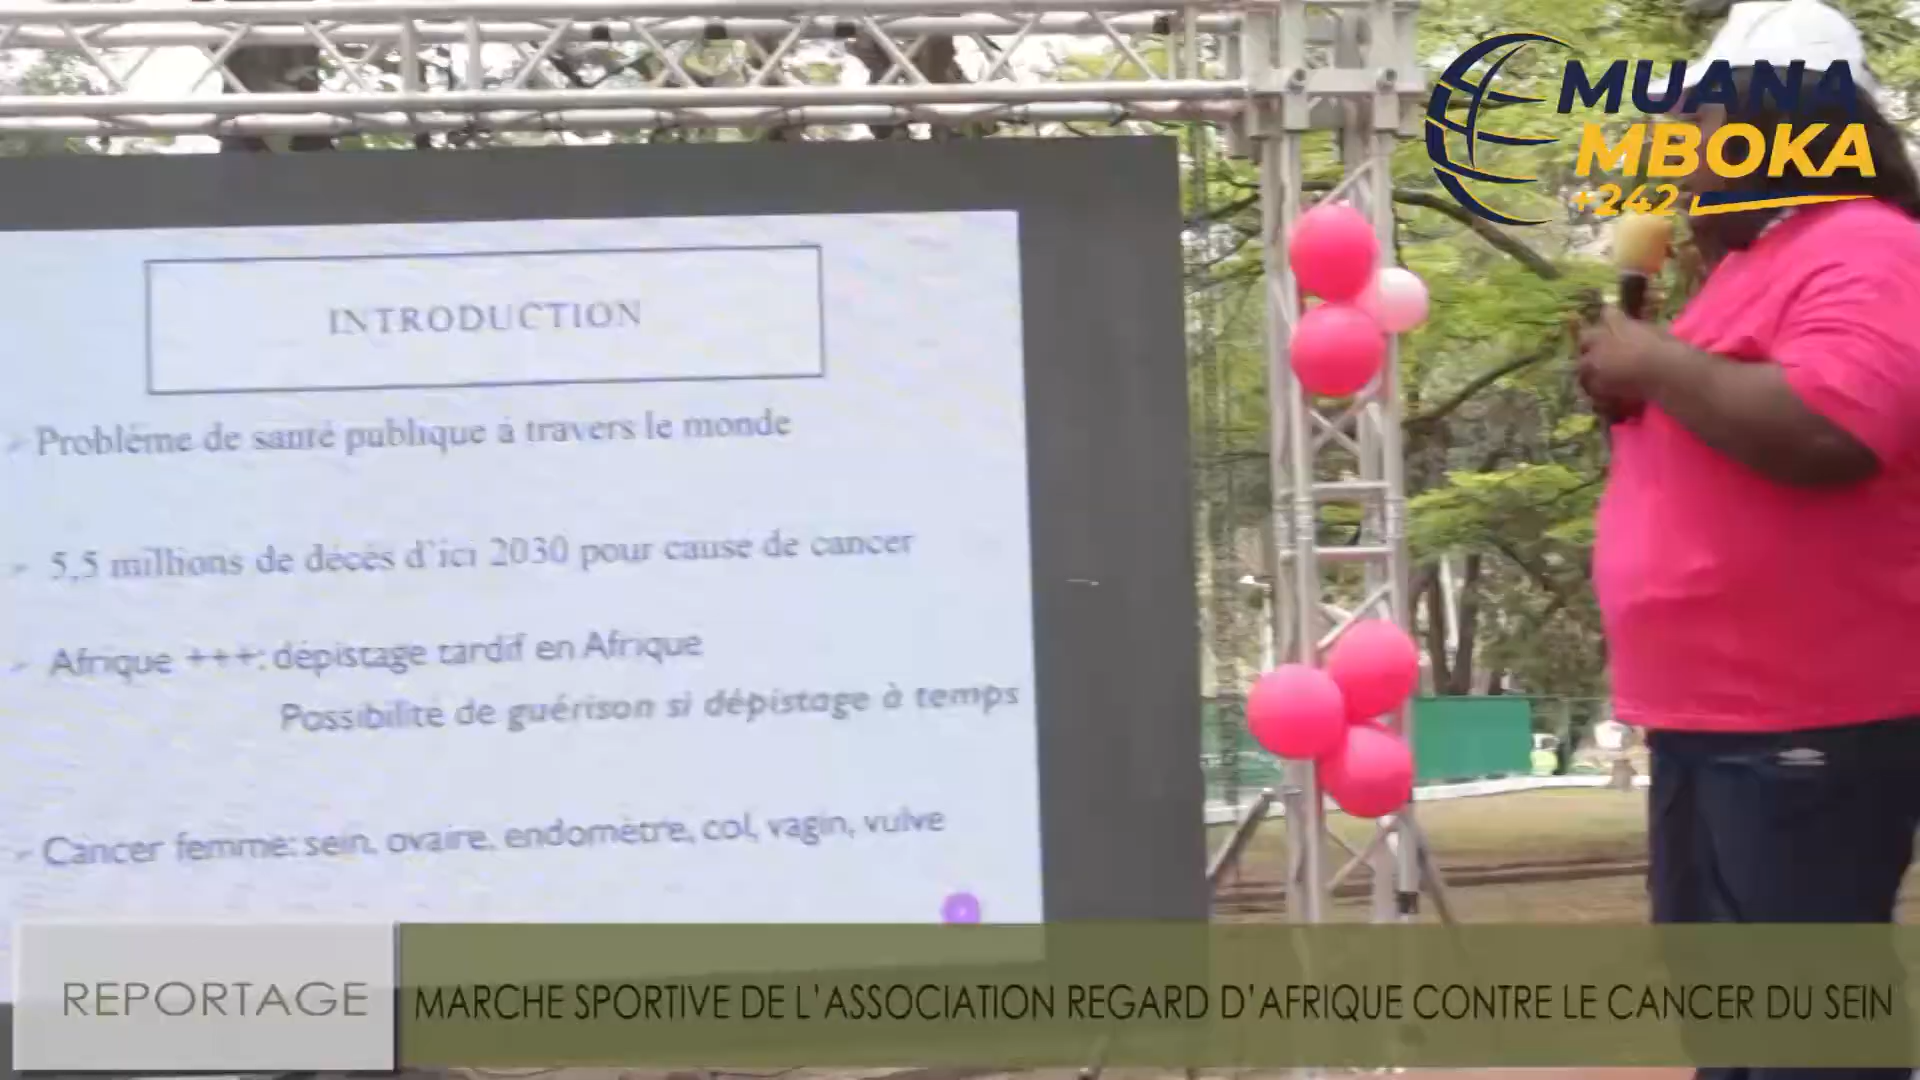 MUANA
MBOKA
+242
INTRODUCTION
Problème de santé publique à travers le monde
5,5 millions de décès d'ici 2030 pour cause de cancer
Afrique +++: dépistage tardif en Afrique
Possibilité de guérison si dépistage à temps
Cancer femme: sein, ovaire, endomètre, col, vagin, vulve
REPORTAGE
MARCHE SPORTIVE DE L'ASSOCIATION REGARD D'AFRIQUE CONTRE LE CANCER DU SEIN